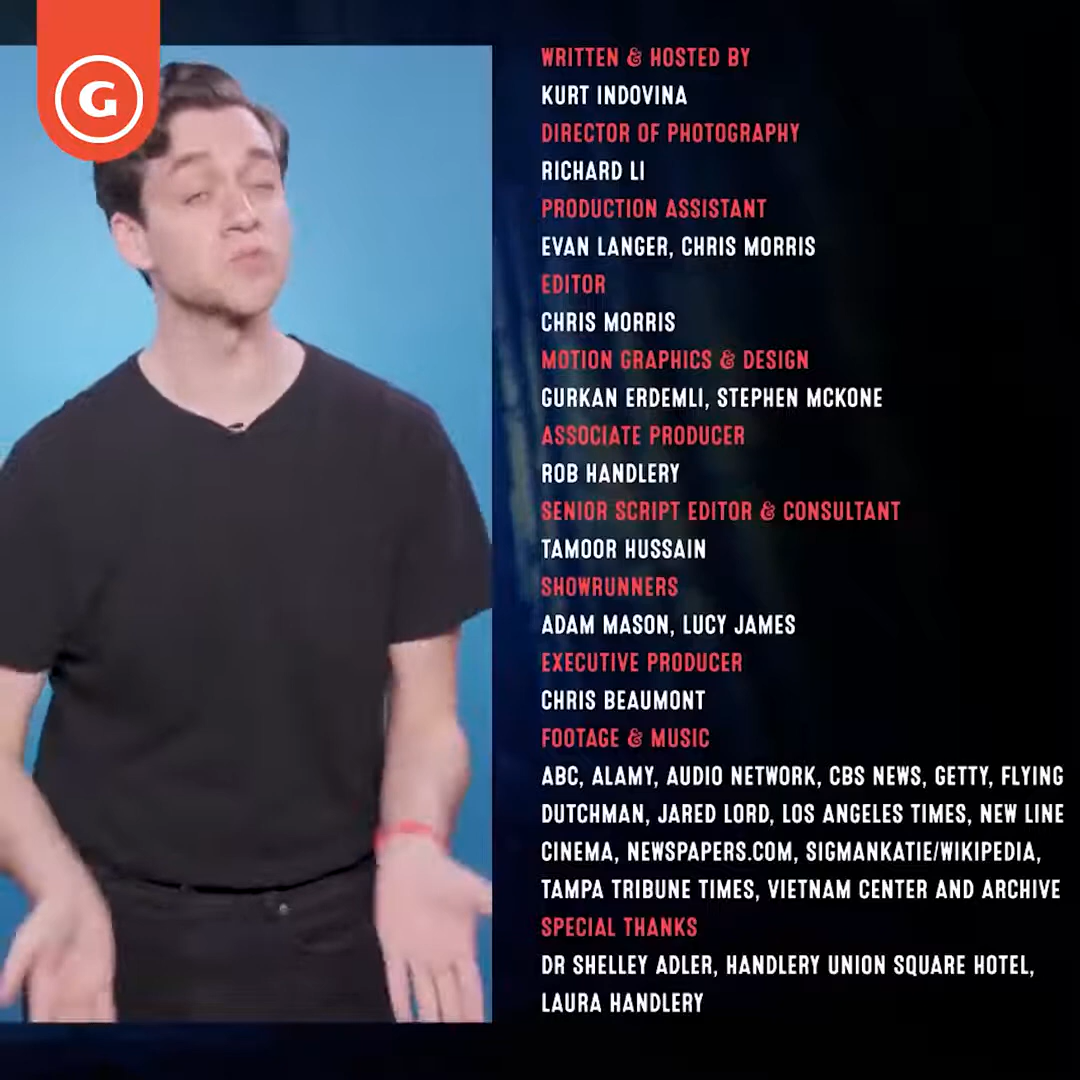 G
WRITTEN & HOSTED BY
KURT INDOVINA
DIRECTOR OF PHOTOGRAPHY
RICHARD LI
PRODUCTION ASSISTANT
EVAN LANGER, CHRIS MORRIS
EDITOR
CHRIS MORRIS
MOTION GRAPHICS & DESIGN
GURKAN ERDEMLI, STEPHEN MCKONE
ASSOCIATE PRODUCER
ROB HANDLERY
SENIOR SCRIPT EDITOR & CONSULTANT
TAMOOR HUSSAIN
SHOWRUNNERS
ADAM MASON, LUCY JAMES
EXECUTIVE PRODUCER
CHRIS BEAUMONT
FOOTAGE & MUSIC
ABC, ALAMY, AUDIO NETWORK, CBS NEWS, GETTY, FLYING
DUTCHMAN, JARED LORD, LOS ANGELES TIMES, NEW LINE
CINEMA, NEWSPAPERS.COM, SIGMANKATIE/WIKIPEDIA,
TAMPA TRIBUNE TIMES, VIETNAM CENTER AND ARCHIVE
SPECIAL THANKS
DR SHELLEY ADLER, HANDLERY UNION SQUARE HOTEL,
LAURA HANDLERY